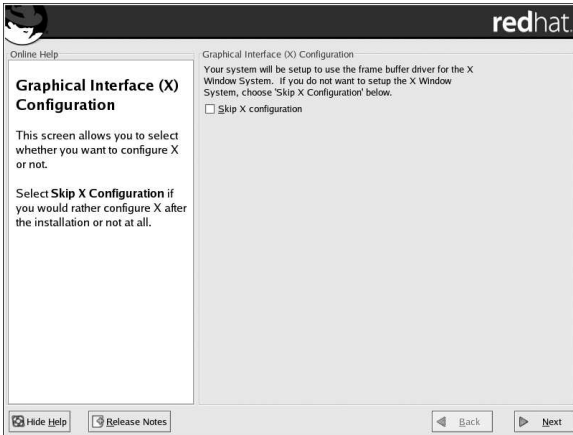 redhat.
Online Help
Graphical Interface (X)
Configuration
This screen allows you to select
whether you want to configure X
or not.
Select Skip X Configuration if
you would rather configure X after
the installation or not at all.
Graphical Interface (X) Configuration
Your system will be setup to use the frame buffer driver for the X
Window System. If you do not want to setup the X Window
System, choose 'Skip X Configuration' below.
Skip X configuration
Hide Help
Release Notes
Back
Next